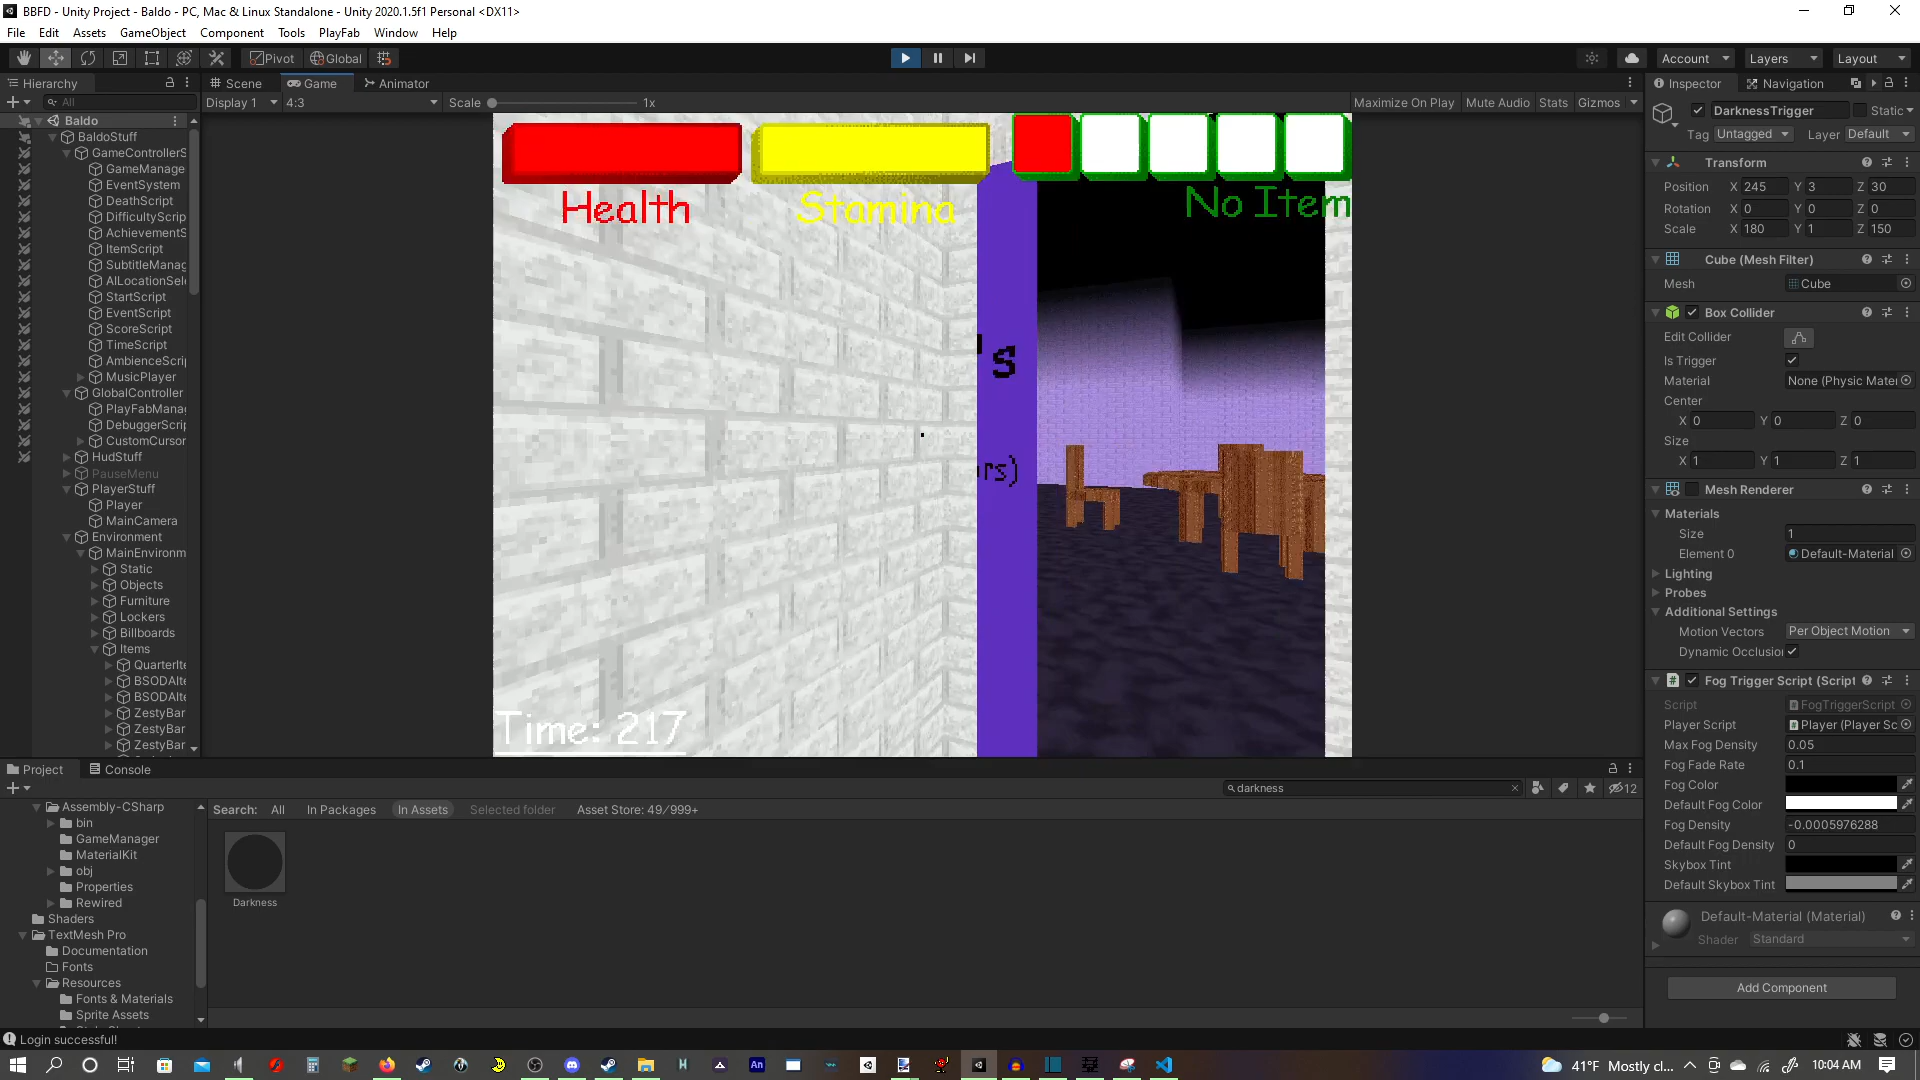 BBFD - Unity Project - Baldo - PC, Mac & Linux Standalone - Unity 2020.1.5f1 Personal <DX11>
File Edit Assets GameObject Component Tools PlayFab Window Help
Pivot Global Account Layers Layout
Hierarchy
All
Baldo
BaldoStuff
GameControllerS
GameManage
EventSystem
DeathScript
DifficultyScrip
AchievementS
ItemScript
SubtitleManag
AILocationSele
StartScript
EventScript
ScoreScript
TimeScript
AmbienceScrip
MusicPlayer
GlobalController
PlayFabManag
DebuggerScrip
CustomCursor
HudStuff
PauseMenu
PlayerStuff
Player
MainCamera
Environment
MainEnvironm
Static
Objects
Furniture
Lockers
Billboards
Items
QuarterIte
BSODAIte
BSODAIte
ZestyBar
ZestyBar
ZestyBar
Scene Game Animator
Display 1 4:3 Scale 1x Maximize On Play Mute Audio Stats Gizmos
Health
Stamina
No Item
's
rs)
Time: 217
Inspector Navigation
DarknessTrigger Static
Tag Untagged Layer Default
Transform
Position X 245 Y 3 Z 30
Rotation X 0 Y 0 Z 0
Scale X 180 Y 1 Z 150
Cube (Mesh Filter)
Mesh Cube
Box Collider
Edit Collider
Is Trigger
Material None (Physic Mater
Center
X 0 Y 0 Z 0
Size
X 1 Y 1 Z 1
Mesh Renderer
Materials
Size 1
Element 0 Default-Material
Lighting
Probes
Additional Settings
Motion Vectors Per Object Motion
Dynamic Occlusion
Fog Trigger Script (Script
Script FogTriggerScript
Player Script Player (Player Sc
Max Fog Density 0.05
Fog Fade Rate 0.1
Fog Color
Default Fog Color
Fog Density -0.0005976288
Default Fog Density 0
Skybox Tint
Default Skybox Tint
Default-Material (Material)
Shader Standard
Add Component
Project Console
darkness
12
Assembly-CSharp
bin
GameManager
MaterialKit
obj
Properties
Rewired
Shaders
TextMesh Pro
Documentation
Fonts
Resources
Fonts & Materials
Sprite Assets
Search: All In Packages In Assets Selected folder Asset Store: 49/999+
Darkness
Login successful!
41°F Mostly cl... 10:04 AM